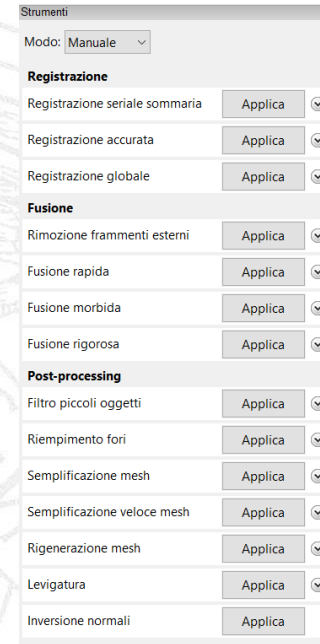 Strumenti
Modo: Manuale
Registrazione
Registrazione seriale sommaria Applica
Registrazione accurata Applica
Registrazione globale Applica
Fusione
Rimozione frammenti esterni Applica
Fusione rapida Applica
Fusione morbida Applica
Fusione rigorosa Applica
Post-processing
Filtro piccoli oggetti Applica
Riempimento fori Applica
Semplificazione mesh Applica
Semplificazione veloce mesh Applica
Rigenerazione mesh Applica
Levigatura Applica
Inversione normali Applica